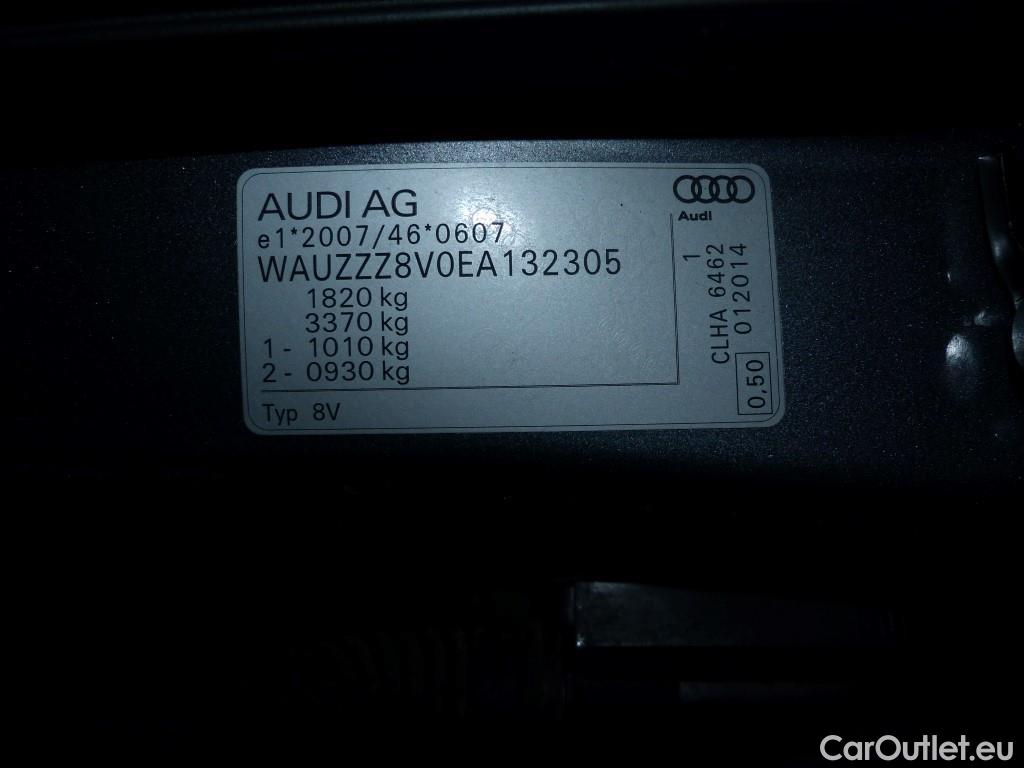 AUDI AG
e1*2007/46*0607
WAUZZZ8V0EA132305
1820 kg
3370 kg
1 - 1010 kg
2 - 0930 kg
Typ 8V
Audi
1
CLHA 6462
012014
0,50
CarOutlet.eu